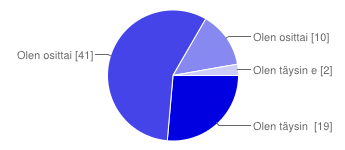 Olen osittai [10]
Olen osittai [41]
Olen täysin e [2]
Olen täysin [19]